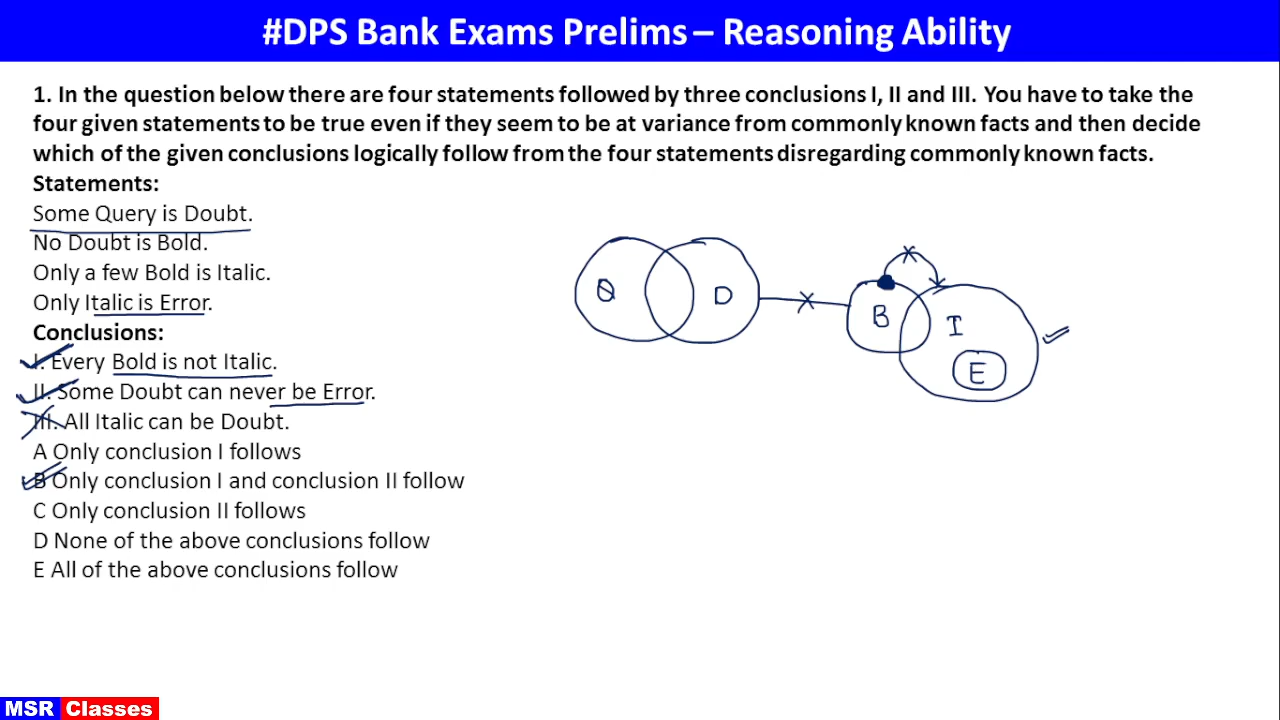 #DPS Bank Exams Prelims – Reasoning Ability
1. In the question below there are four statements followed by three conclusions I, II and III. You have to take the
four given statements to be true even if they seem to be at variance from commonly known facts and then decide
which of the given conclusions logically follow from the four statements disregarding commonly known facts.
Statements:
Some Query is Doubt.
No Doubt is Bold.
Only a few Bold is Italic.
Only Italic is Error.
Conclusions:
I. Every Bold is not Italic.
II. Some Doubt can never be Error.
III. All Italic can be Doubt.
A Only conclusion I follows
B Only conclusion I and conclusion II follow
C Only conclusion II follows
D None of the above conclusions follow
E All of the above conclusions follow
Q D B I
E
MSR Classes